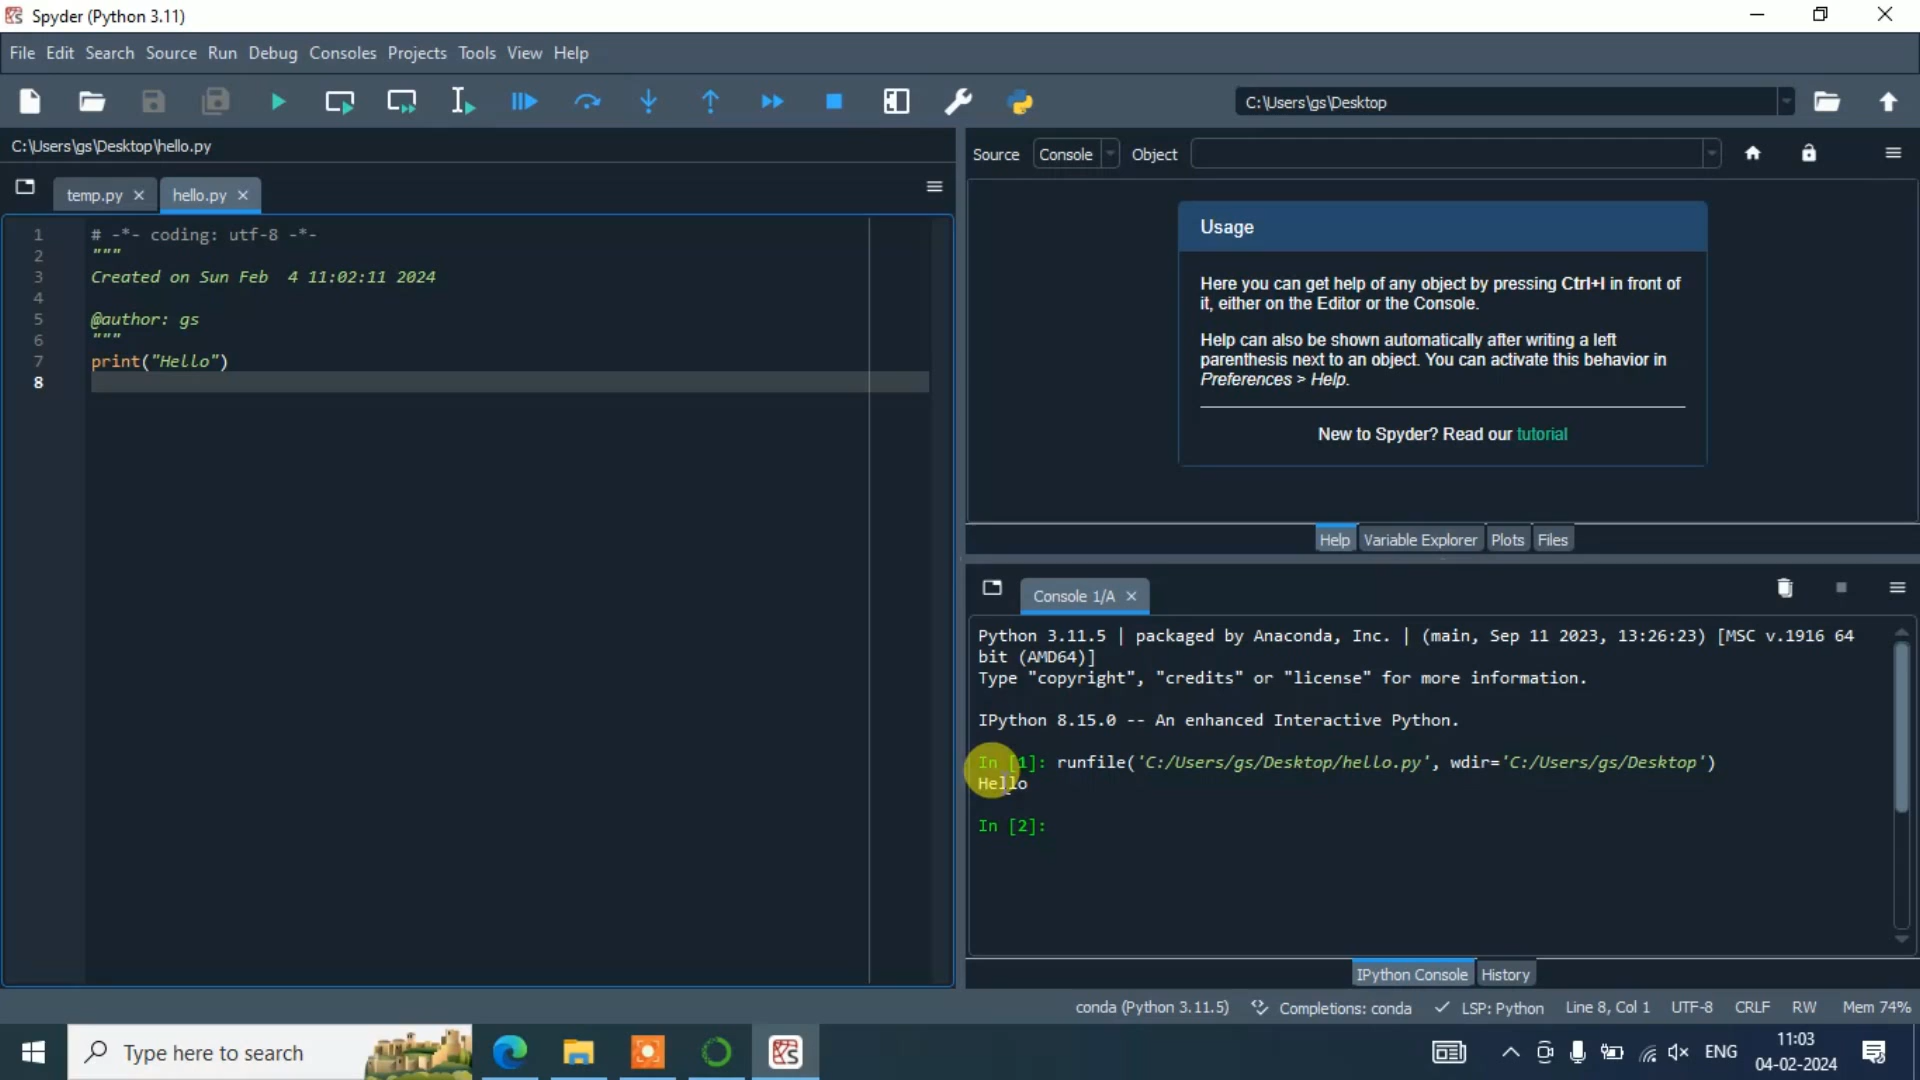 Spyder (Python 3.11)
File Edit Search Source Run Debug Consoles Projects Tools View Help
C:\Users\gs\Desktop
C:\Users\gs\Desktop\hello.py
temp.py
hello.py
1 # -*- coding: utf-8 -*-
2 """
3 Created on Sun Feb  4 11:02:11 2024
4
5 @author: gs
6 """
7 print("Hello")
8
Source Console Object
Usage
Here you can get help of any object by pressing Ctrl+I in front of
it, either on the Editor or the Console.
Help can also be shown automatically after writing a left
parenthesis next to an object. You can activate this behavior in
Preferences > Help.
New to Spyder? Read our tutorial
Help Variable Explorer Plots Files
Console 1/A
Python 3.11.5 | packaged by Anaconda, Inc. | (main, Sep 11 2023, 13:26:23) [MSC v.1916 64
bit (AMD64)]
Type "copyright", "credits" or "license" for more information.
IPython 8.15.0 -- An enhanced Interactive Python.
In [1]: runfile('C:/Users/gs/Desktop/hello.py', wdir='C:/Users/gs/Desktop')
Hello
In [2]:
IPython Console History
conda (Python 3.11.5) Completions: conda LSP: Python Line 8, Col 1 UTF-8 CRLF RW Mem 74%
Type here to search
ENG
11:03
04-02-2024